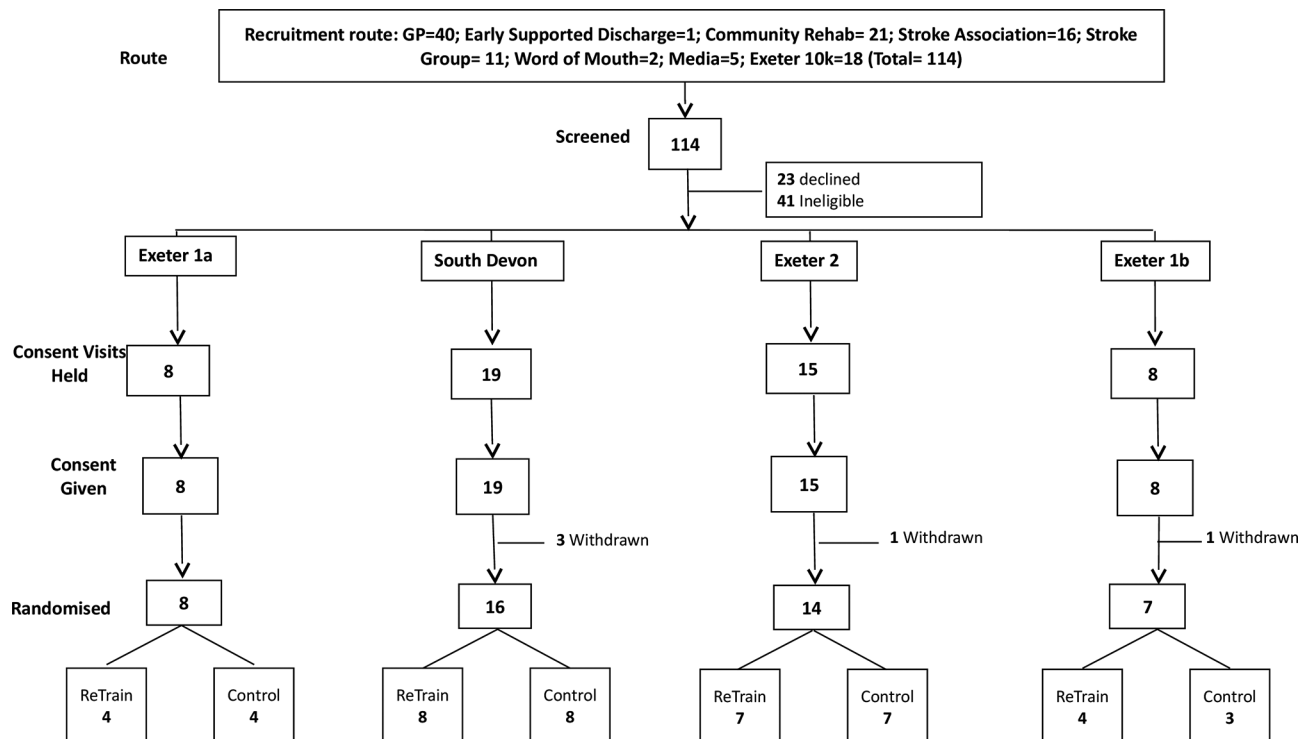 Route
Recruitment route: GP=40; Early Supported Discharge=1; Community Rehab= 21; Stroke Association=16; Stroke
Group= 11; Word of Mouth=2; Media=5; Exeter 10k=18 (Total= 114)
Screened
114
23 declined
41 Ineligible
Exeter 1a
South Devon
Exeter 2
Exeter 1b
Consent Visits
Held
8
19
15
8
Consent
Given
8
19
15
8
3 Withdrawn
1 Withdrawn
1 Withdrawn
Randomised
8
16
14
7
ReTrain
4
Control
4
ReTrain
8
Control
8
ReTrain
7
Control
7
ReTrain
4
Control
3